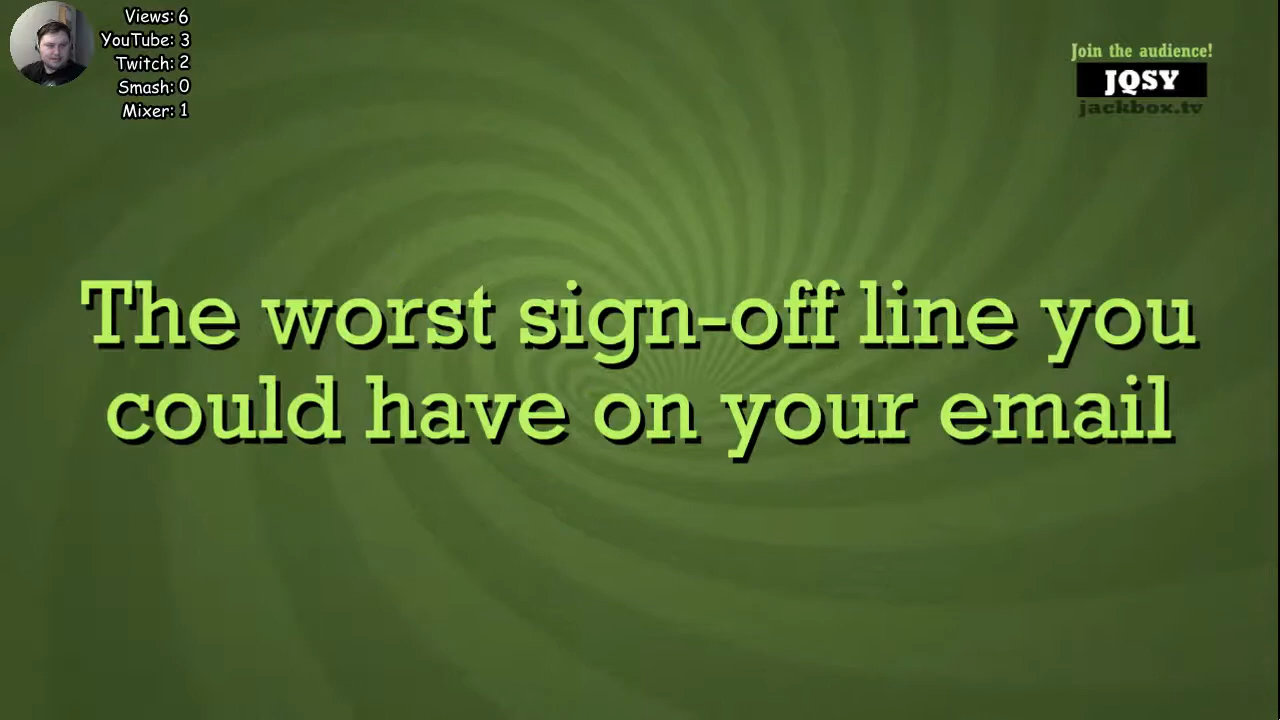 Views: 6
YouTube: 3
Twitch: 2
Smash: 0
Mixer: 1
Join the audience!
JQSY
jackbox.tv
The worst sign-off line you
could have on your email